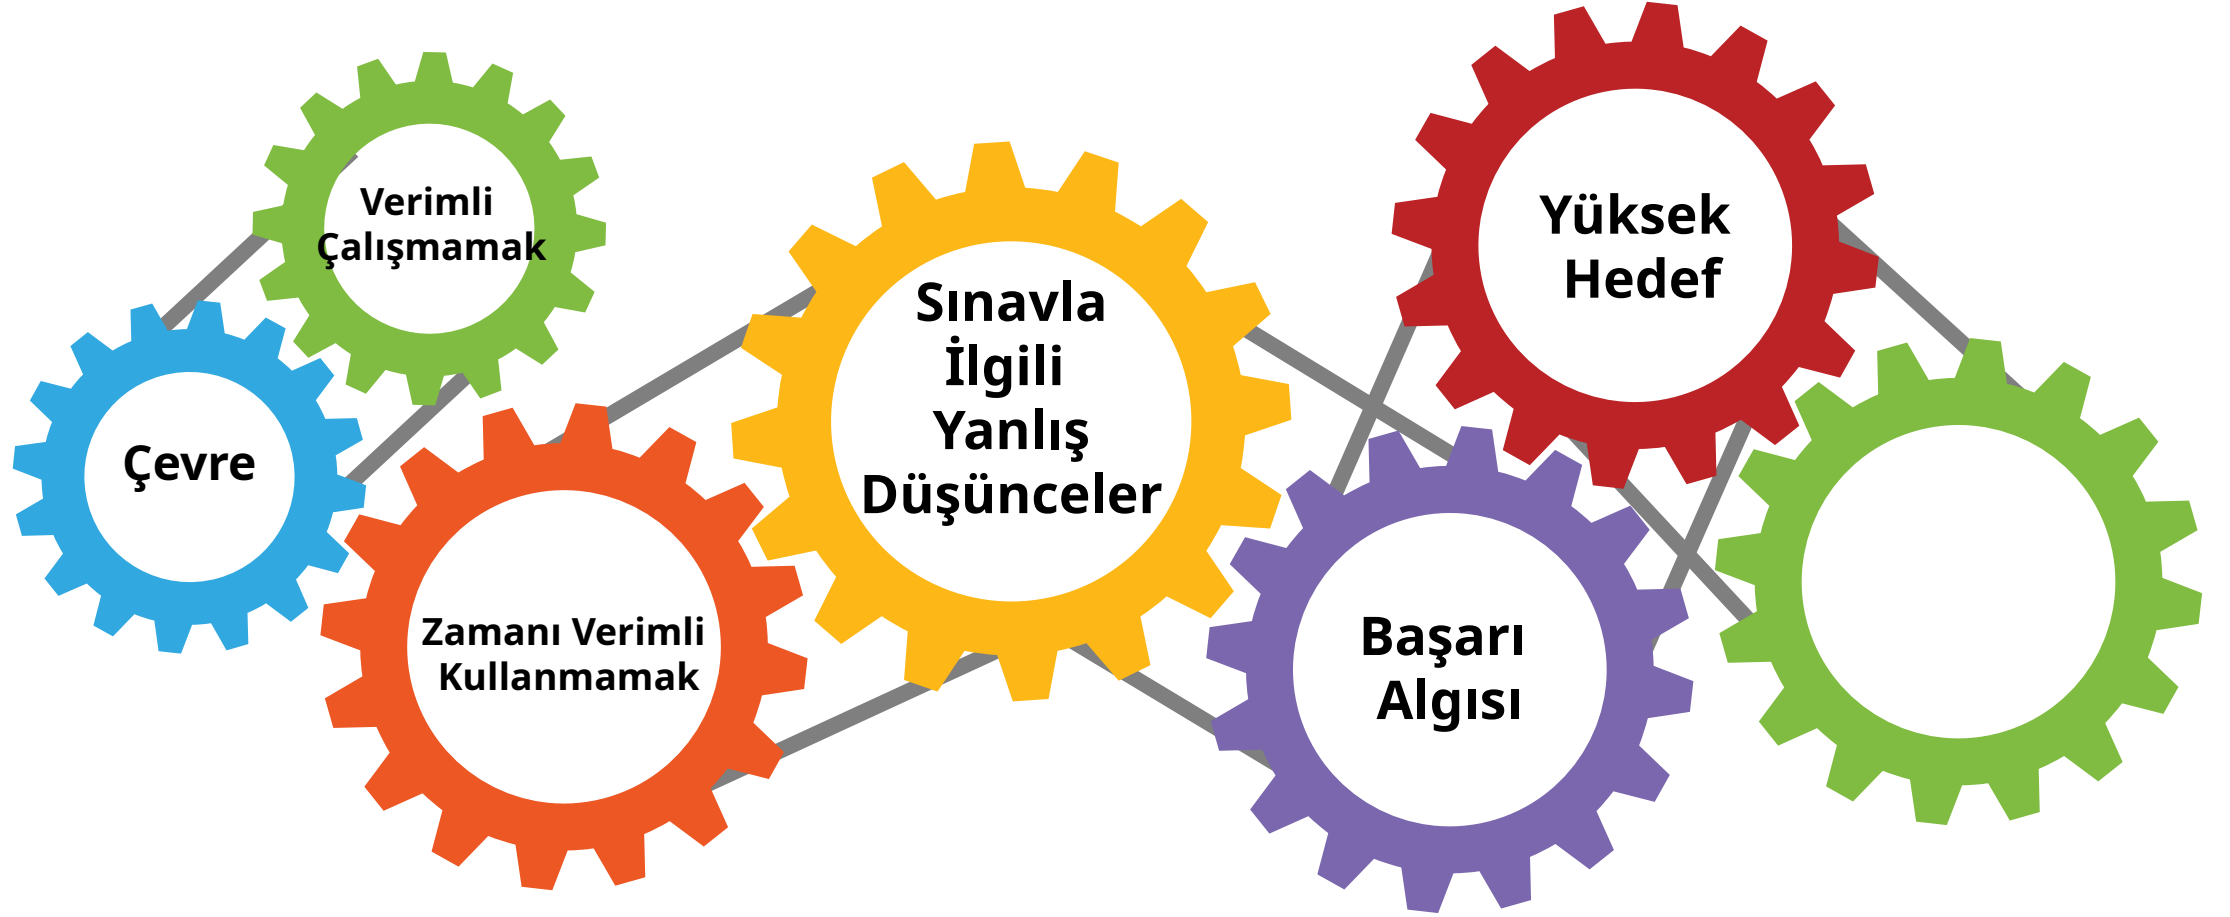 Verimli
Çalışmamak
Çevre
Zamanı Verimli
Kullanmamak
Sınavla
İlgili
Yanlış
Düşünceler
Yüksek
Hedef
Başarı
Algısı